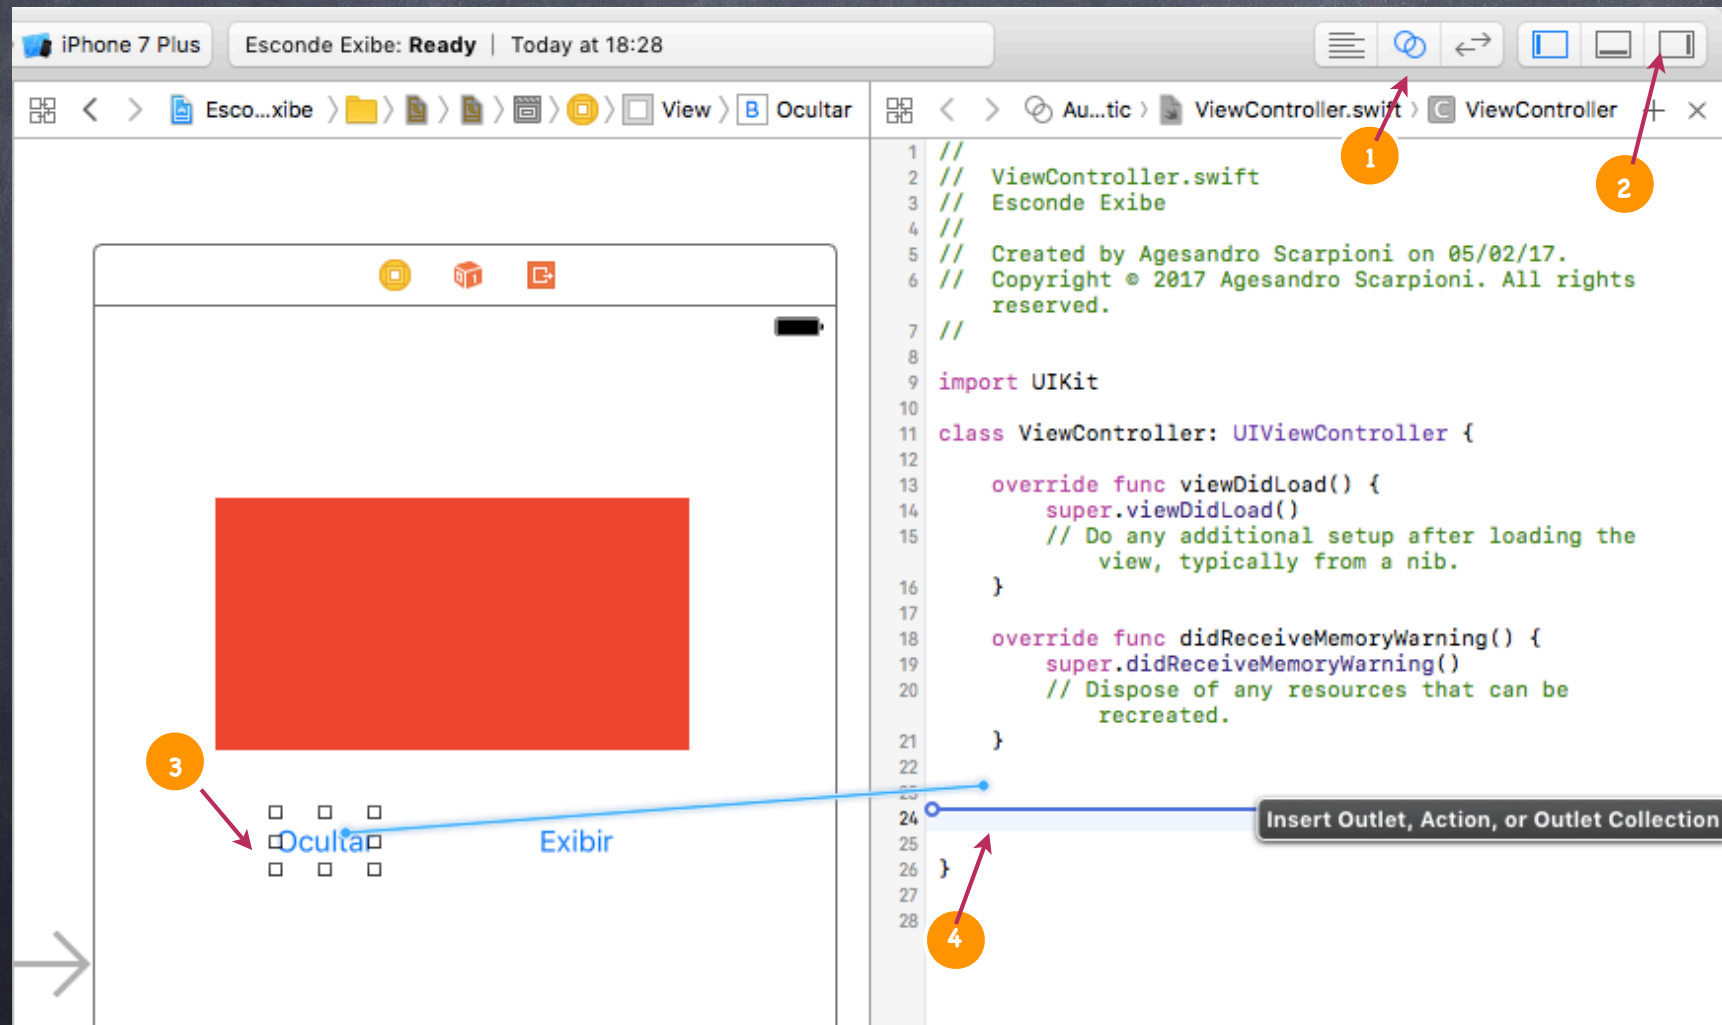 iPhone 7 Plus
Esconde Exibe: Ready | Today at 18:28
Esco...xibe
View
B
Ocultar
Au...tic
ViewController.swift
C
ViewController
1
2
1 //
2 //  ViewController.swift
3 //  Esconde Exibe
4 //
5 //  Created by Agesandro Scarpioni on 05/02/17.
6 //  Copyright © 2017 Agesandro Scarpioni. All rights
reserved.
7 //
8
9 import UIKit
10
11 class ViewController: UIViewController {
12
13     override func viewDidLoad() {
14         super.viewDidLoad()
15         // Do any additional setup after loading the
view, typically from a nib.
16     }
17
18     override func didReceiveMemoryWarning() {
19         super.didReceiveMemoryWarning()
20         // Dispose of any resources that can be
recreated.
21     }
22
23
24
Insert Outlet, Action, or Outlet Collection
25
26 }
27
28
3
Ocultar
Exibir
4